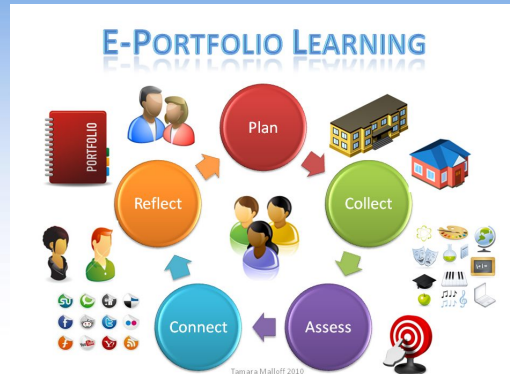 E-Portfolio Learning
Plan
PORTFOLIO
Reflect
Collect
Connect
Assess
Tamara Malloff 2010